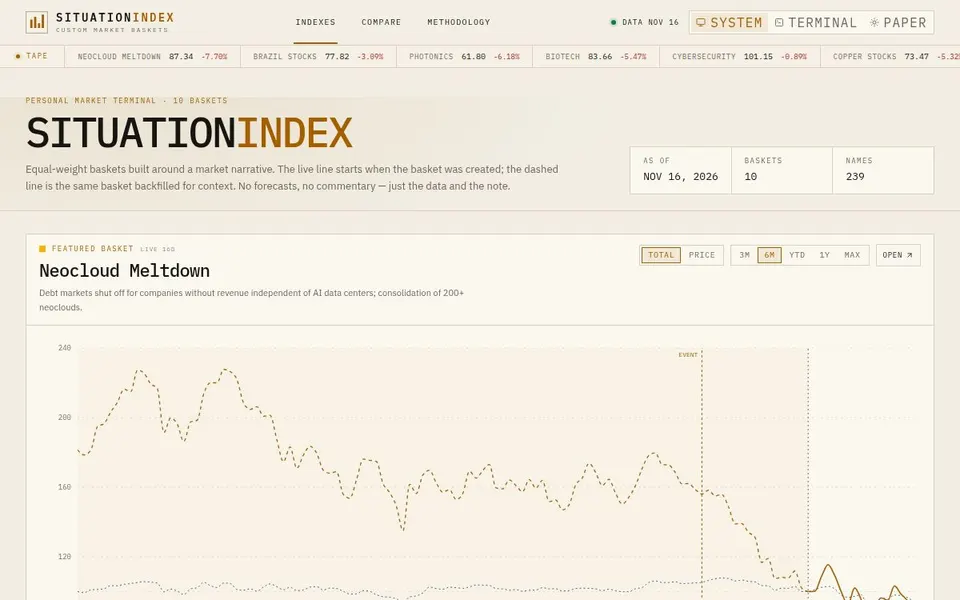 SITUATIONINDEX
CUSTOM MARKET BASKETS
INDEXES COMPARE METHODOLOGY
DATA NOV 16
SYSTEM TERMINAL PAPER
TAPE NEOCLOUD MELTDOWN 87.34 -7.70% BRAZIL STOCKS 77.82 -3.09% PHOTONICS 61.80 -6.18% BIOTECH 83.66 -5.47% CYBERSECURITY 101.15 -0.89% COPPER STOCKS 73.47 -5.32%
PERSONAL MARKET TERMINAL · 10 BASKETS
SITUATIONINDEX
Equal-weight baskets built around a market narrative. The live line starts when the basket was created; the dashed
line is the same basket backfilled for context. No forecasts, no commentary — just the data and the note.
AS OF BASKETS NAMES
NOV 16, 2026 10 239
FEATURED BASKET LIVE 16D
TOTAL PRICE 3M 6M YTD 1Y MAX OPEN ↗
Neocloud Meltdown
Debt markets shut off for companies without revenue independent of AI data centers; consolidation of 200+
neoclouds.
240
EVENT
200
160
120